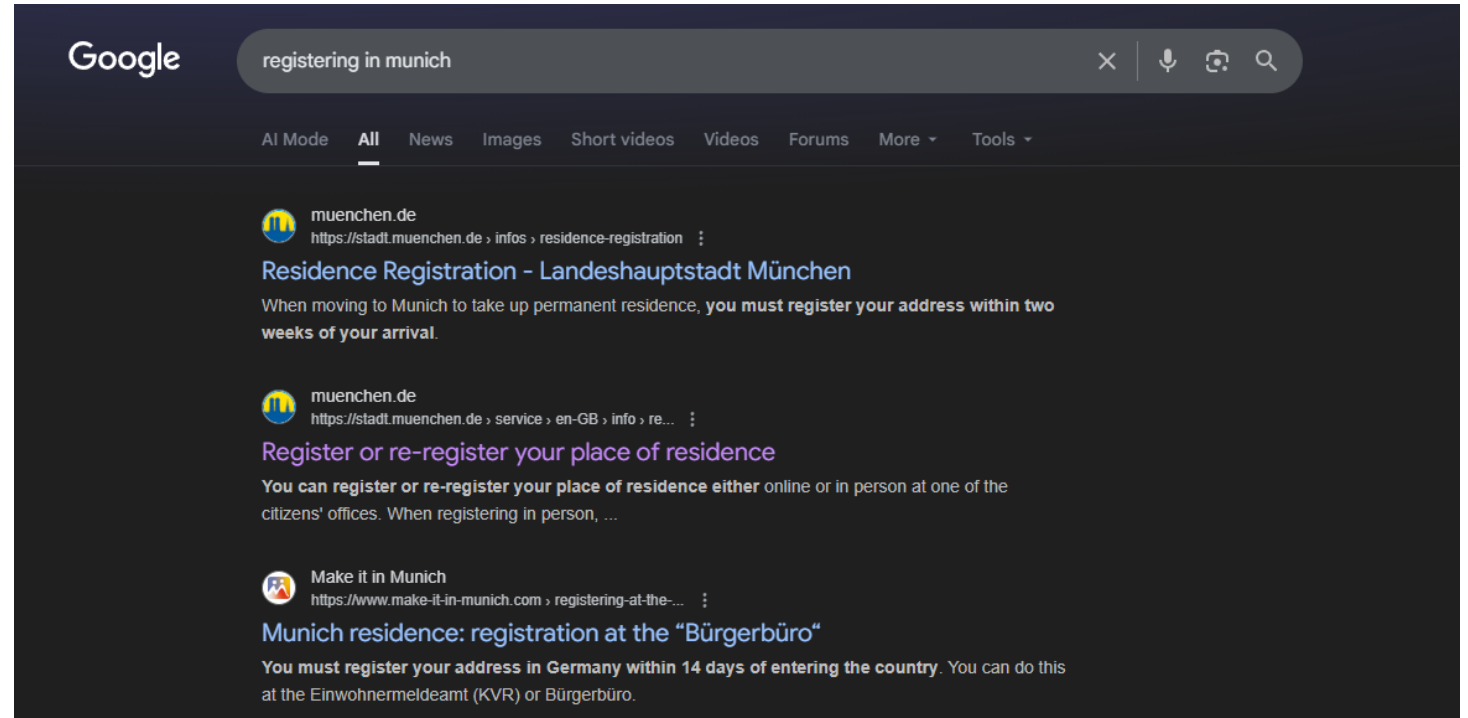 Google
registering in munich
AI Mode All News Images Short videos Videos Forums More Tools
muenchen.de
https://stadt.muenchen.de › infos › residence-registration
Residence Registration - Landeshauptstadt München
When moving to Munich to take up permanent residence, you must register your address within two
weeks of your arrival.
muenchen.de
https://stadt.muenchen.de › service › en-GB › info › re...
Register or re-register your place of residence
You can register or re-register your place of residence either online or in person at one of the
citizens' offices. When registering in person, ...
Make it in Munich
https://www.make-it-in-munich.com › registering-at-the-...
Munich residence: registration at the “Bürgerbüro“
You must register your address in Germany within 14 days of entering the country. You can do this
at the Einwohnermeldeamt (KVR) or Bürgerbüro.